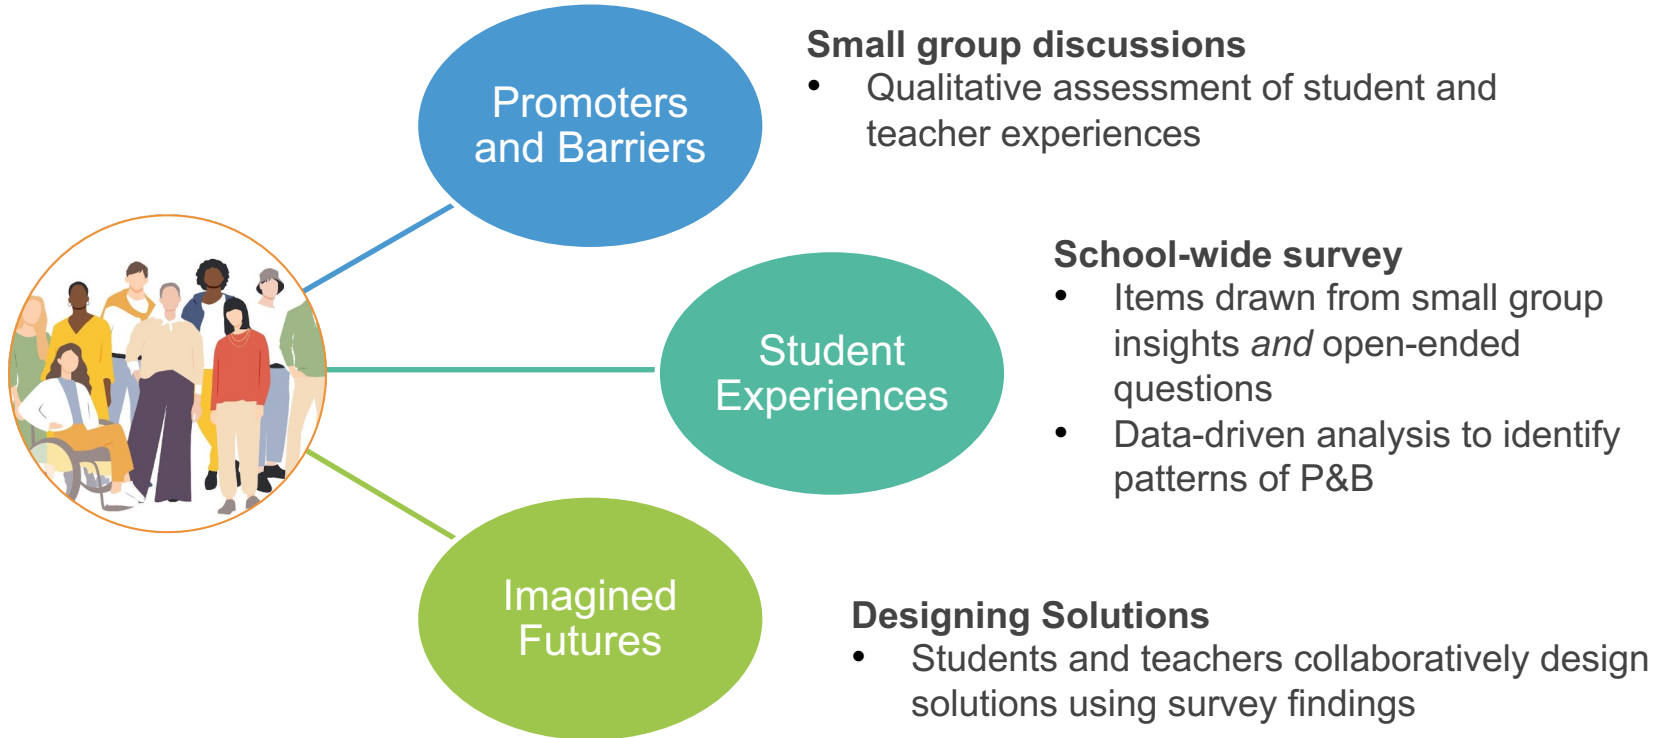 Promoters
and Barriers
Small group discussions
• Qualitative assessment of student and
teacher experiences
Student
Experiences
School-wide survey
• Items drawn from small group
insights and open-ended
questions
• Data-driven analysis to identify
patterns of P&B
Imagined
Futures
Designing Solutions
• Students and teachers collaboratively design
solutions using survey findings